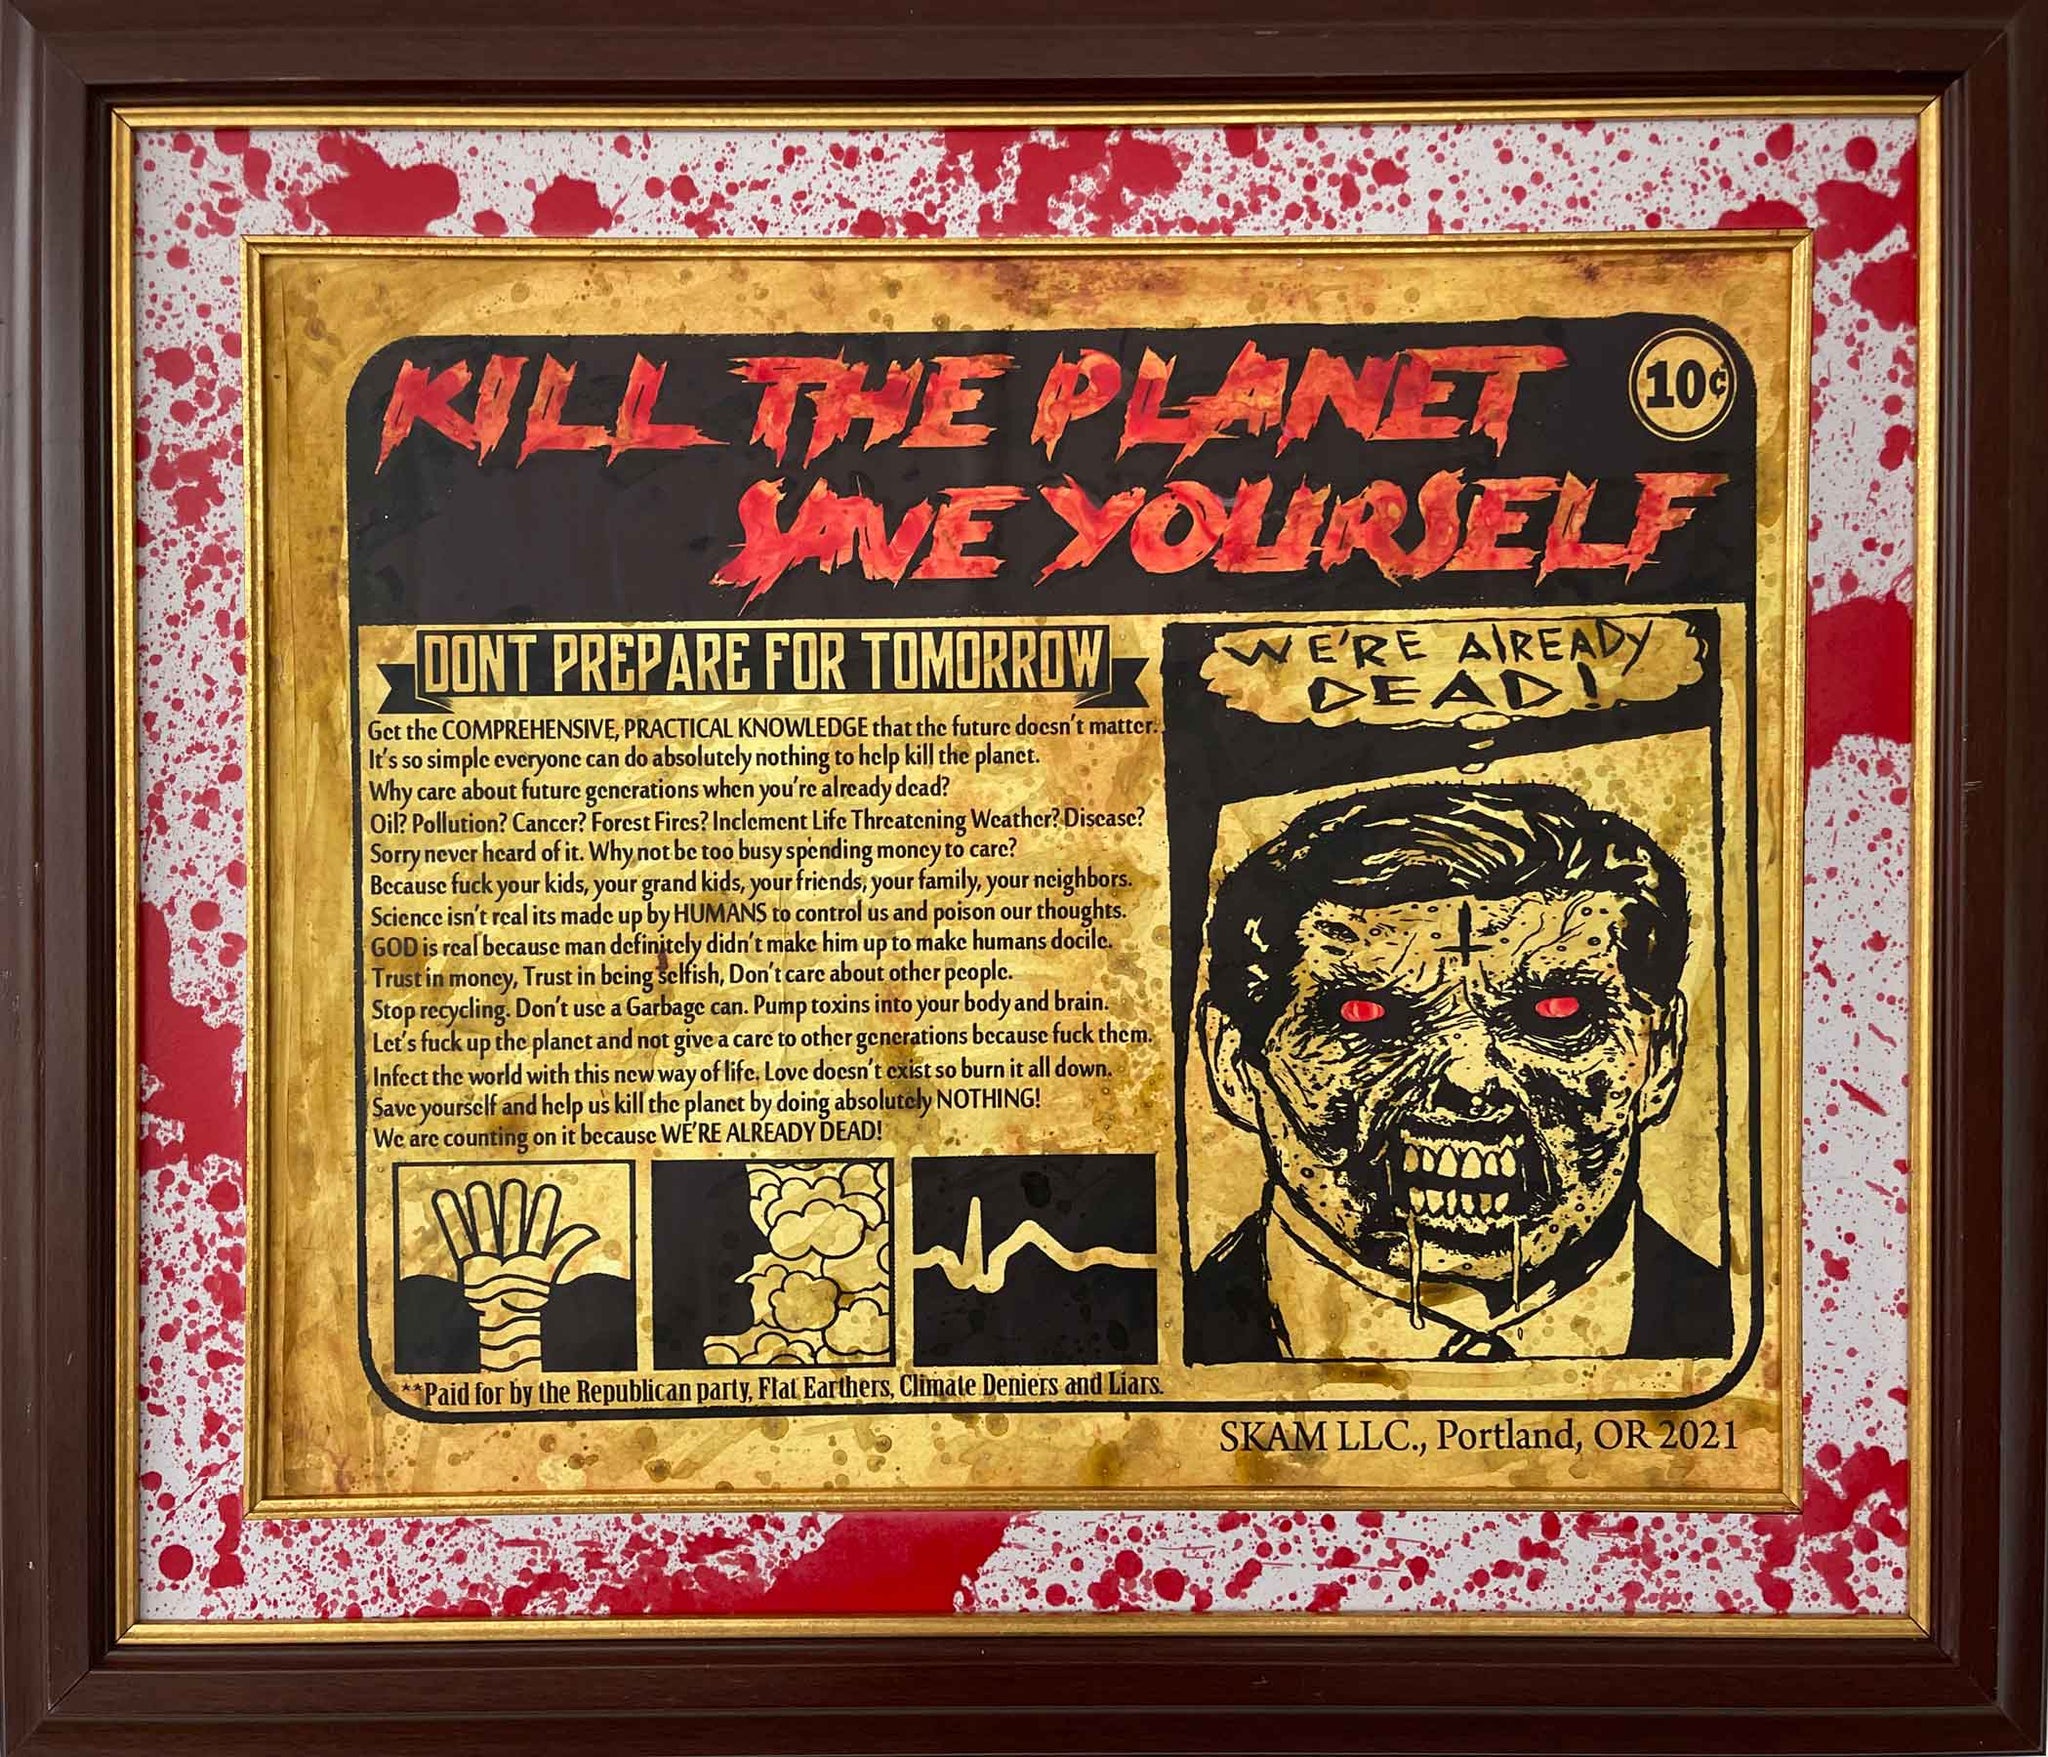 KILL THE PLANET
10¢
SAVE YOURSELF
DONT PREPARE FOR TOMORROW
Get the COMPREHENSIVE, PRACTICAL KNOWLEDGE that the future doesn't matter.
It's so simple everyone can do absolutely nothing to help kill the planet.
Why care about future generations when you're already dead?
Oil? Pollution? Cancer? Forest Fires? Inclement Life Threatening Weather? Disease?
Sorry never heard of it. Why not be too busy spending money to care?
Because fuck your kids, your grand kids, your friends, your family, your neighbors.
Science isn't real its made up by HUMANS to control us and poison our thoughts.
GOD is real because man definitely didn't make him up to make humans docile.
Trust in money, Trust in being selfish, Don't care about other people.
Stop recycling. Don't use a Garbage can. Pump toxins into your body and brain.
Let's fuck up the planet and not give a care to other generations because fuck them.
Infect the world with this new way of life. Love doesn't exist so burn it all down.
Save yourself and help us kill the planet by doing absolutely NOTHING!
We are counting on it because WE'RE ALREADY DEAD!
**Paid for by the Republican party, Flat Earthers, Climate Deniers and Liars.
WE'RE AlREADY
DEAD!
SKAM LLC., Portland, OR 2021